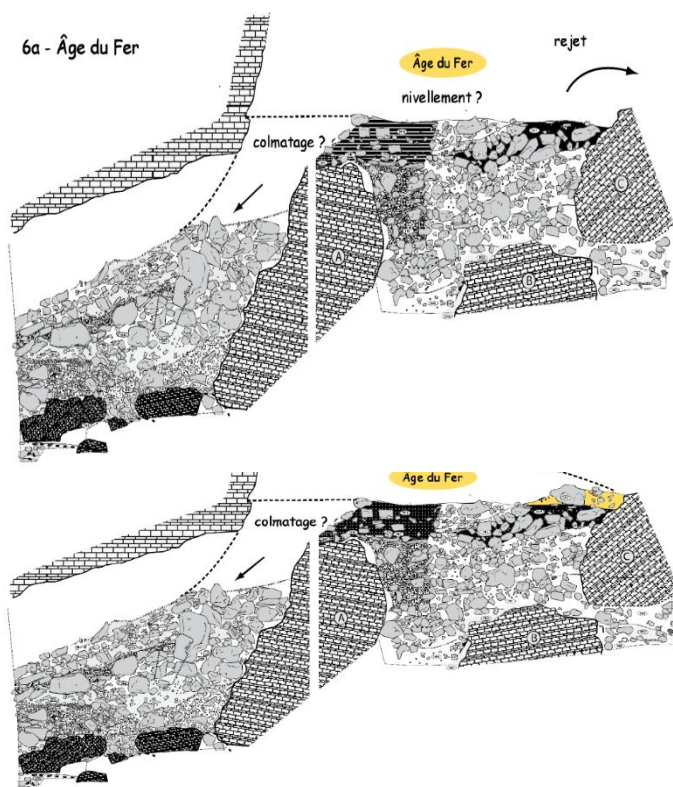 6a - Âge du Fer
rejet
Âge du Fer
nivellement ?
colmatage ?
A
B
C
Âge du Fer
colmatage ?
A
B
C